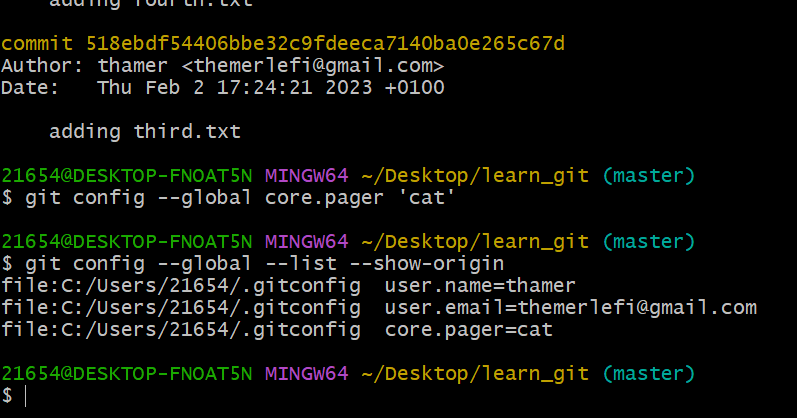 adding fourth.txt
commit 518ebdf54406bbe32c9fdeeca7140ba0e265c67d
Author: thamer <themerlefi@gmail.com>
Date:   Thu Feb 2 17:24:21 2023 +0100
    adding third.txt
21654@DESKTOP-FNOAT5N MINGW64 ~/Desktop/learn_git (master)
$ git config --global core.pager 'cat'
21654@DESKTOP-FNOAT5N MINGW64 ~/Desktop/learn_git (master)
$ git config --global --list --show-origin
file:C:/Users/21654/.gitconfig  user.name=thamer
file:C:/Users/21654/.gitconfig  user.email=themerlefi@gmail.com
file:C:/Users/21654/.gitconfig  core.pager=cat
21654@DESKTOP-FNOAT5N MINGW64 ~/Desktop/learn_git (master)
$